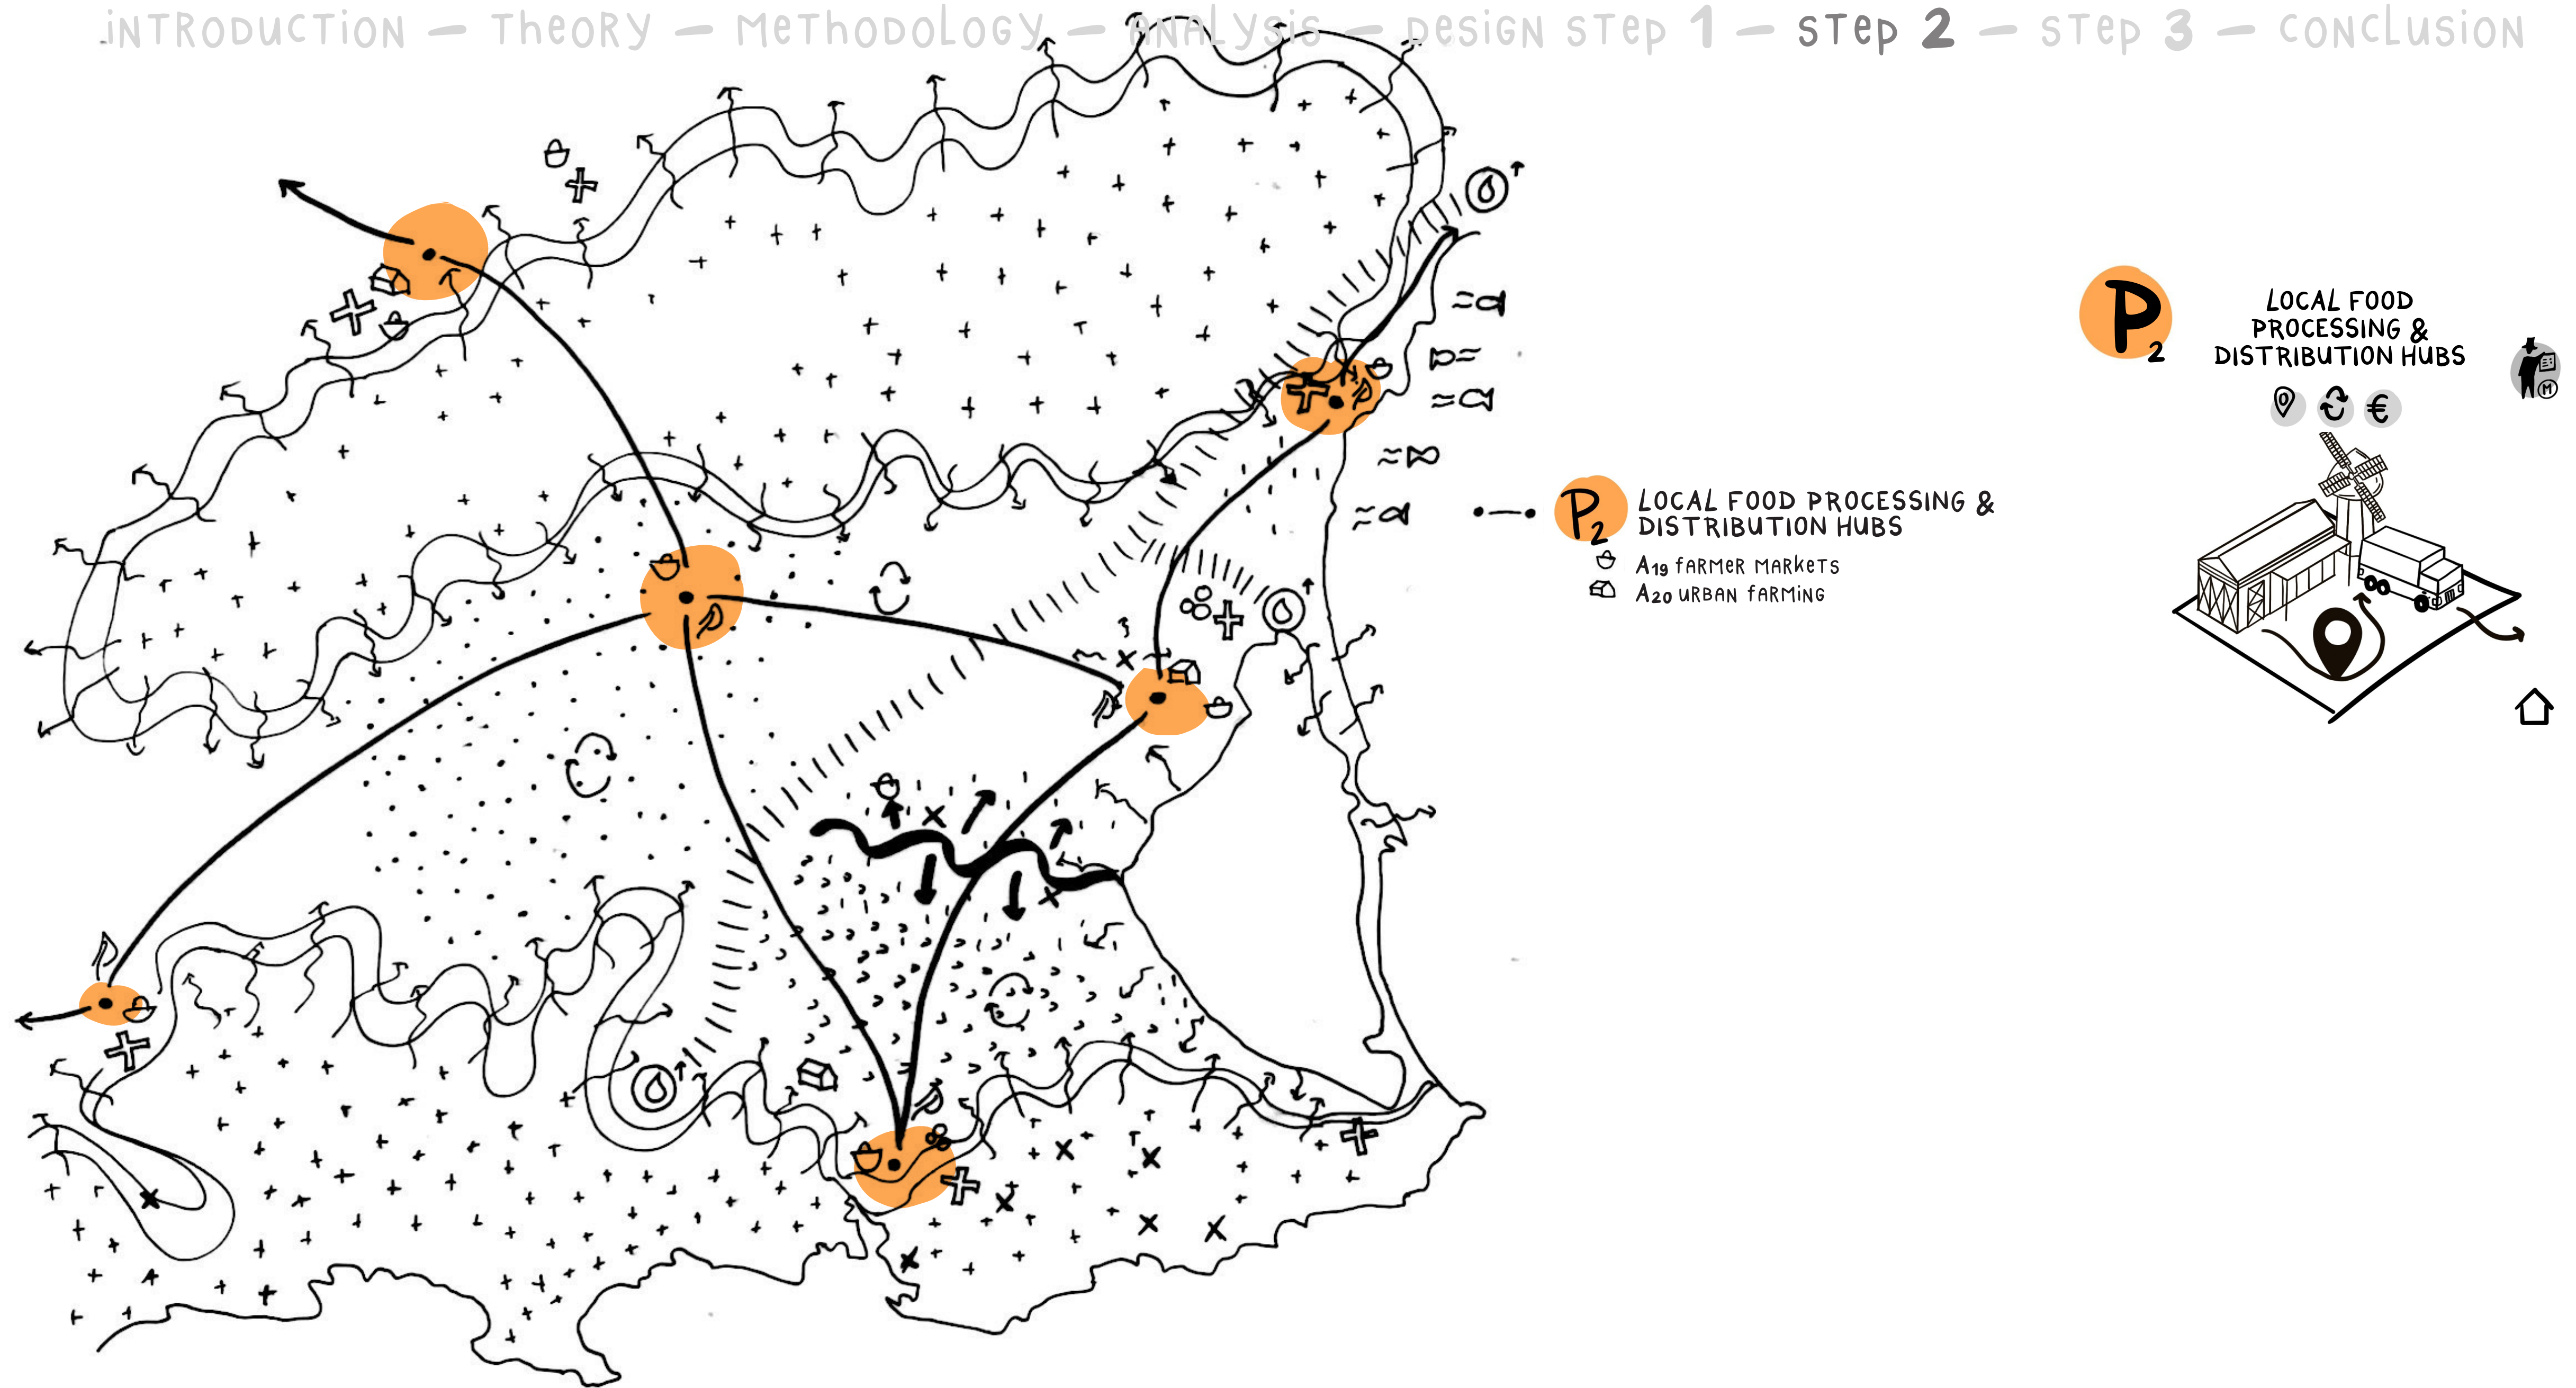 iNTRODUCTiON — THEORY — METHODOLOGY — ANALYSiS — DESiGN STEP 1 — STEP 2 — STEP 3 — CONCLUSiON
P2
LOCAL FOOD
PROCESSING &
DISTRIBUTION HUBS
€
M
P2 LOCAL FOOD PROCESSING &
DISTRIBUTION HUBS
A19 FARMER MARKETS
A20 URBAN FARMING